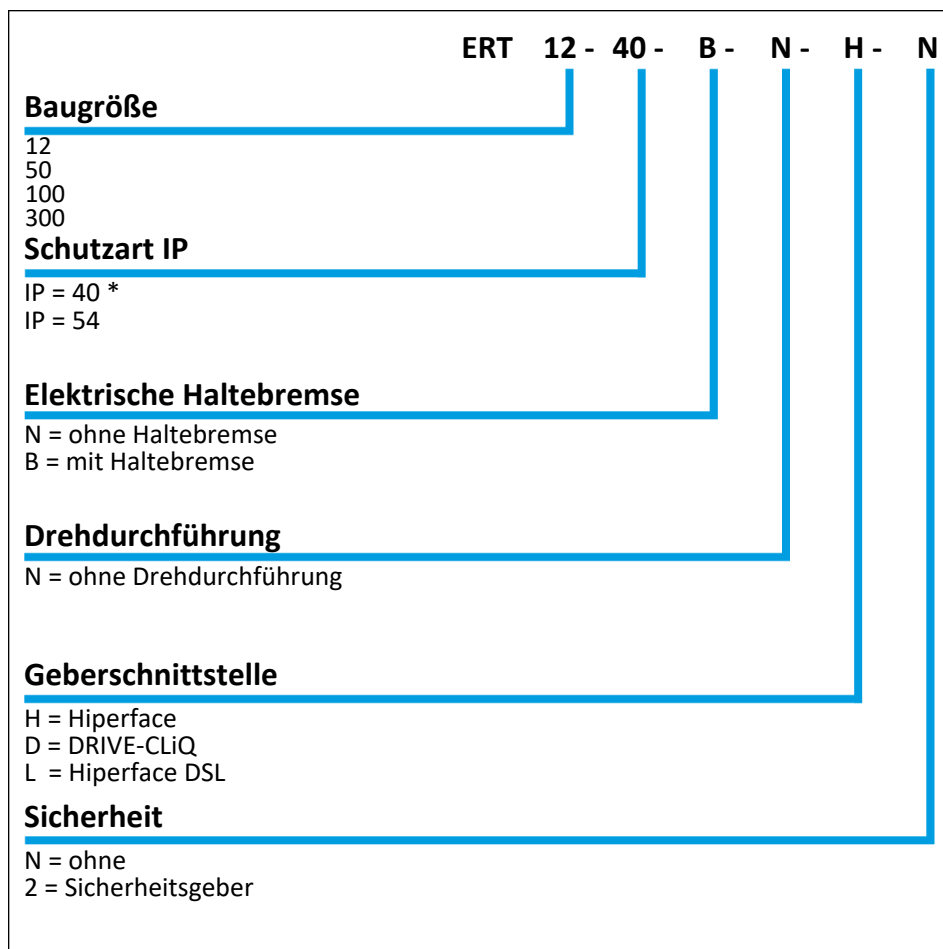 ERT 12 - 40 - B - N - H - N
Baugröße
12
50
100
300
Schutzart IP
IP = 40 *
IP = 54
Elektrische Haltebremse
N = ohne Haltebremse
B = mit Haltebremse
Drehdurchführung
N = ohne Drehdurchführung
Geberschnittstelle
H = Hiperface
D = DRIVE-CLiQ
L = Hiperface DSL
Sicherheit
N = ohne
2 = Sicherheitsgeber